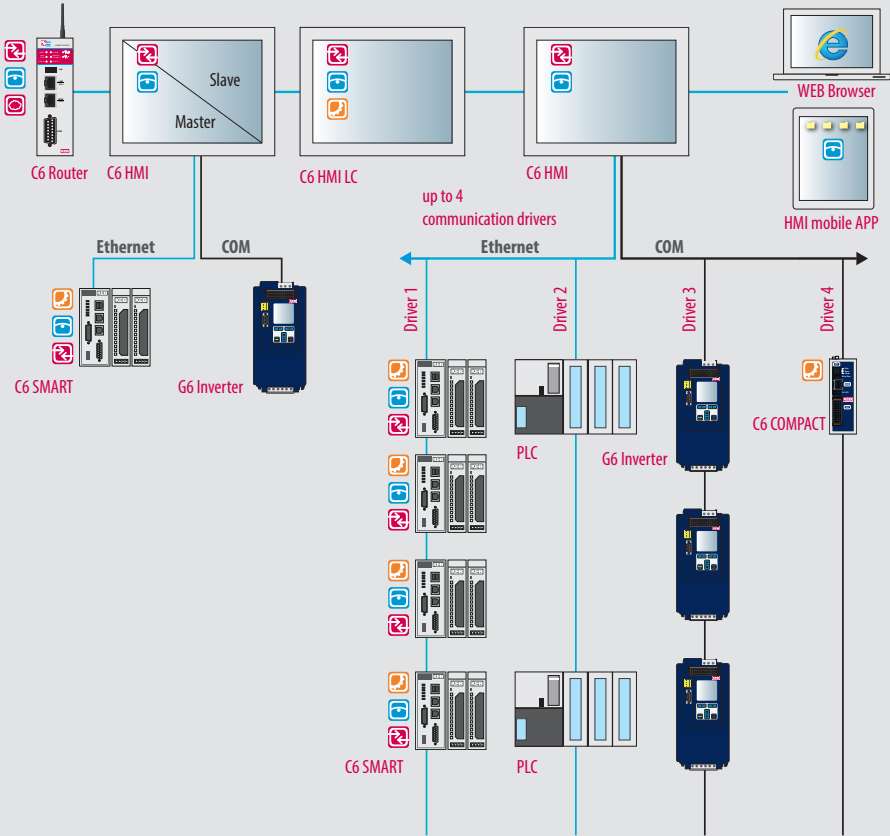 Slave
Master
WEB Browser
C6 Router
C6 HMI
C6 HMI LC
C6 HMI
HMI mobile APP
up to 4
communication drivers
Ethernet
COM
Ethernet
COM
Driver 1
Driver 2
Driver 3
Driver 4
C6 SMART
G6 Inverter
C6 COMPACT
PLC
G6 Inverter
C6 SMART
PLC